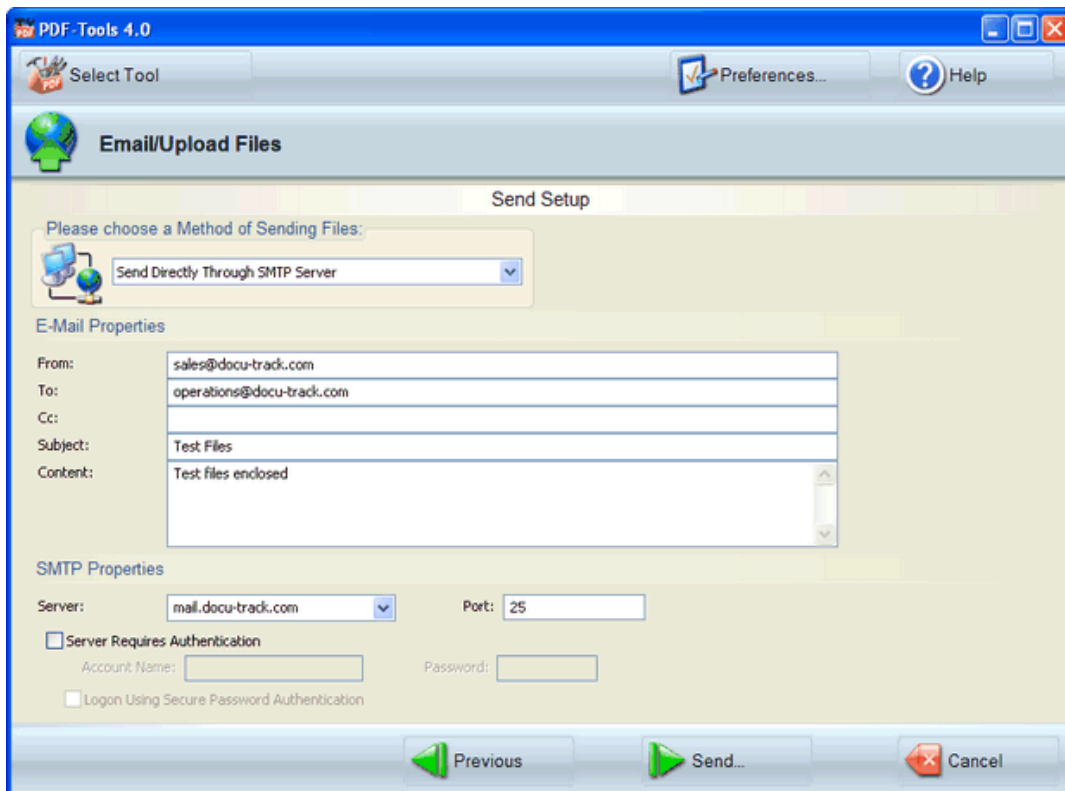 PDF-Tools 4.0
Select Tool Preferences... Help
Email/Upload Files
Send Setup
Please choose a Method of Sending Files:
Send Directly Through SMTP Server
E-Mail Properties
From: sales@docu-track.com
To: operations@docu-track.com
Cc:
Subject: Test Files
Content: Test files enclosed
SMTP Properties
Server: mail.docu-track.com Port: 25
Server Requires Authentication
Account Name: Password:
Logon Using Secure Password Authentication
Previous Send... Cancel